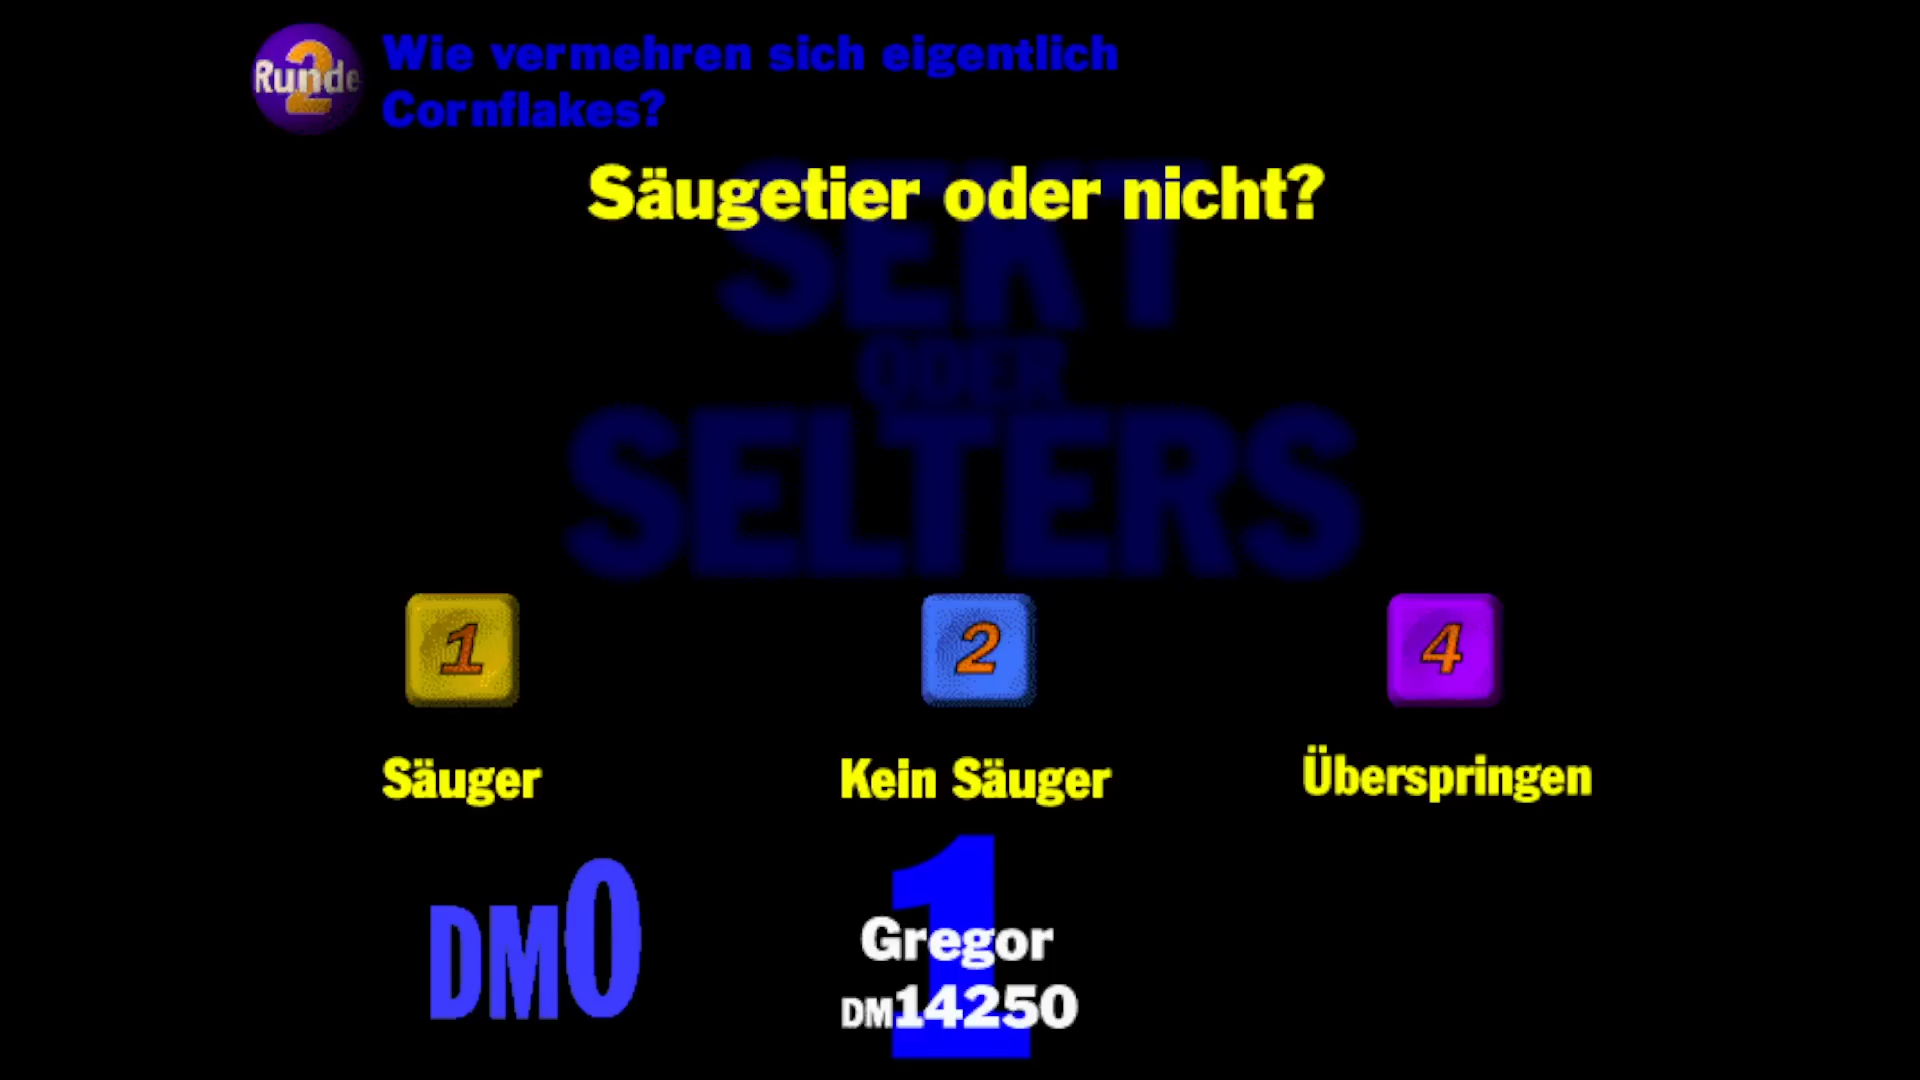 Runde 2
Wie vermehren sich eigentlich
Cornflakes?
Säugetier oder nicht?
SEKT
ODER
SELTERS
1
2
4
Säuger
Kein Säuger
Überspringen
DM0
1
Gregor
DM14250